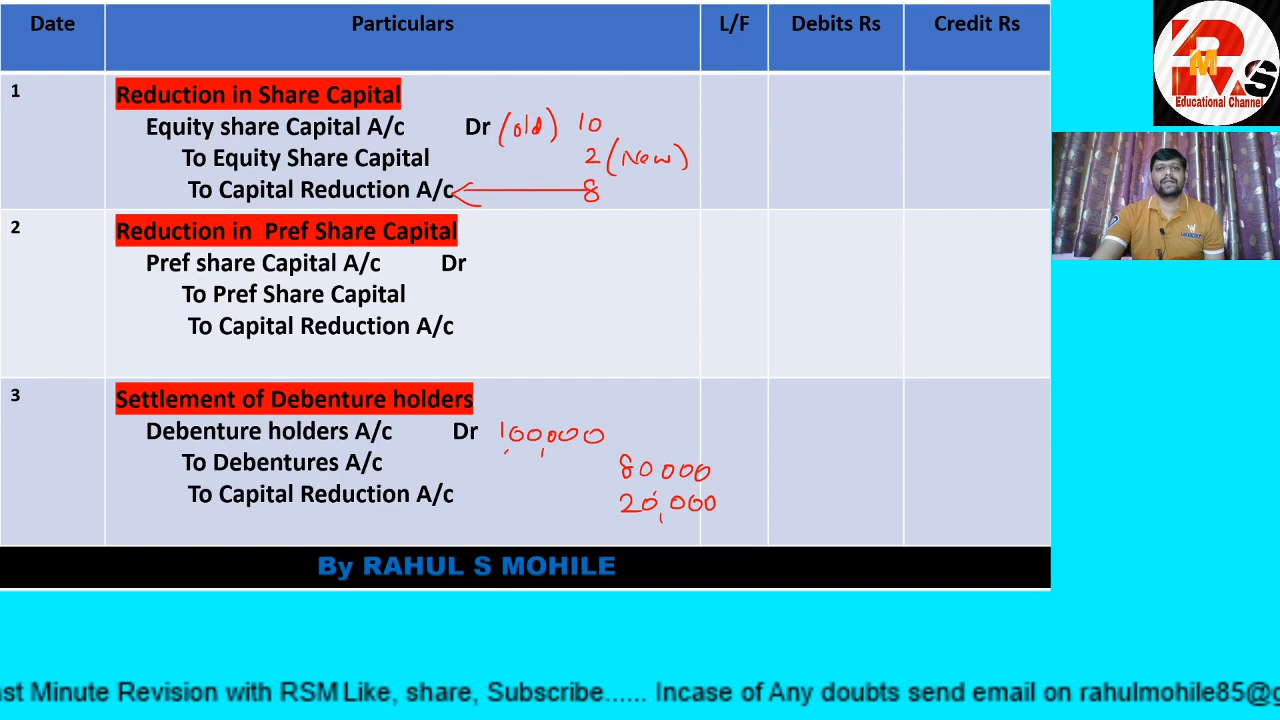 Date Particulars L/F Debits Rs Credit Rs
1 Reduction in Share Capital
Equity share Capital A/c Dr (old) 10
To Equity Share Capital 2 (New)
To Capital Reduction A/c 8
2 Reduction in Pref Share Capital
Pref share Capital A/c Dr
To Pref Share Capital
To Capital Reduction A/c
3 Settlement of Debenture holders
Debenture holders A/c Dr 1,00,000
To Debentures A/c 80000
To Capital Reduction A/c 20,000
By RAHUL S MOHILE
M S
Educational Channel
ast Minute Revision with RSM Like, share, Subscribe...... Incase of Any doubts send email on rahulmohile85@g